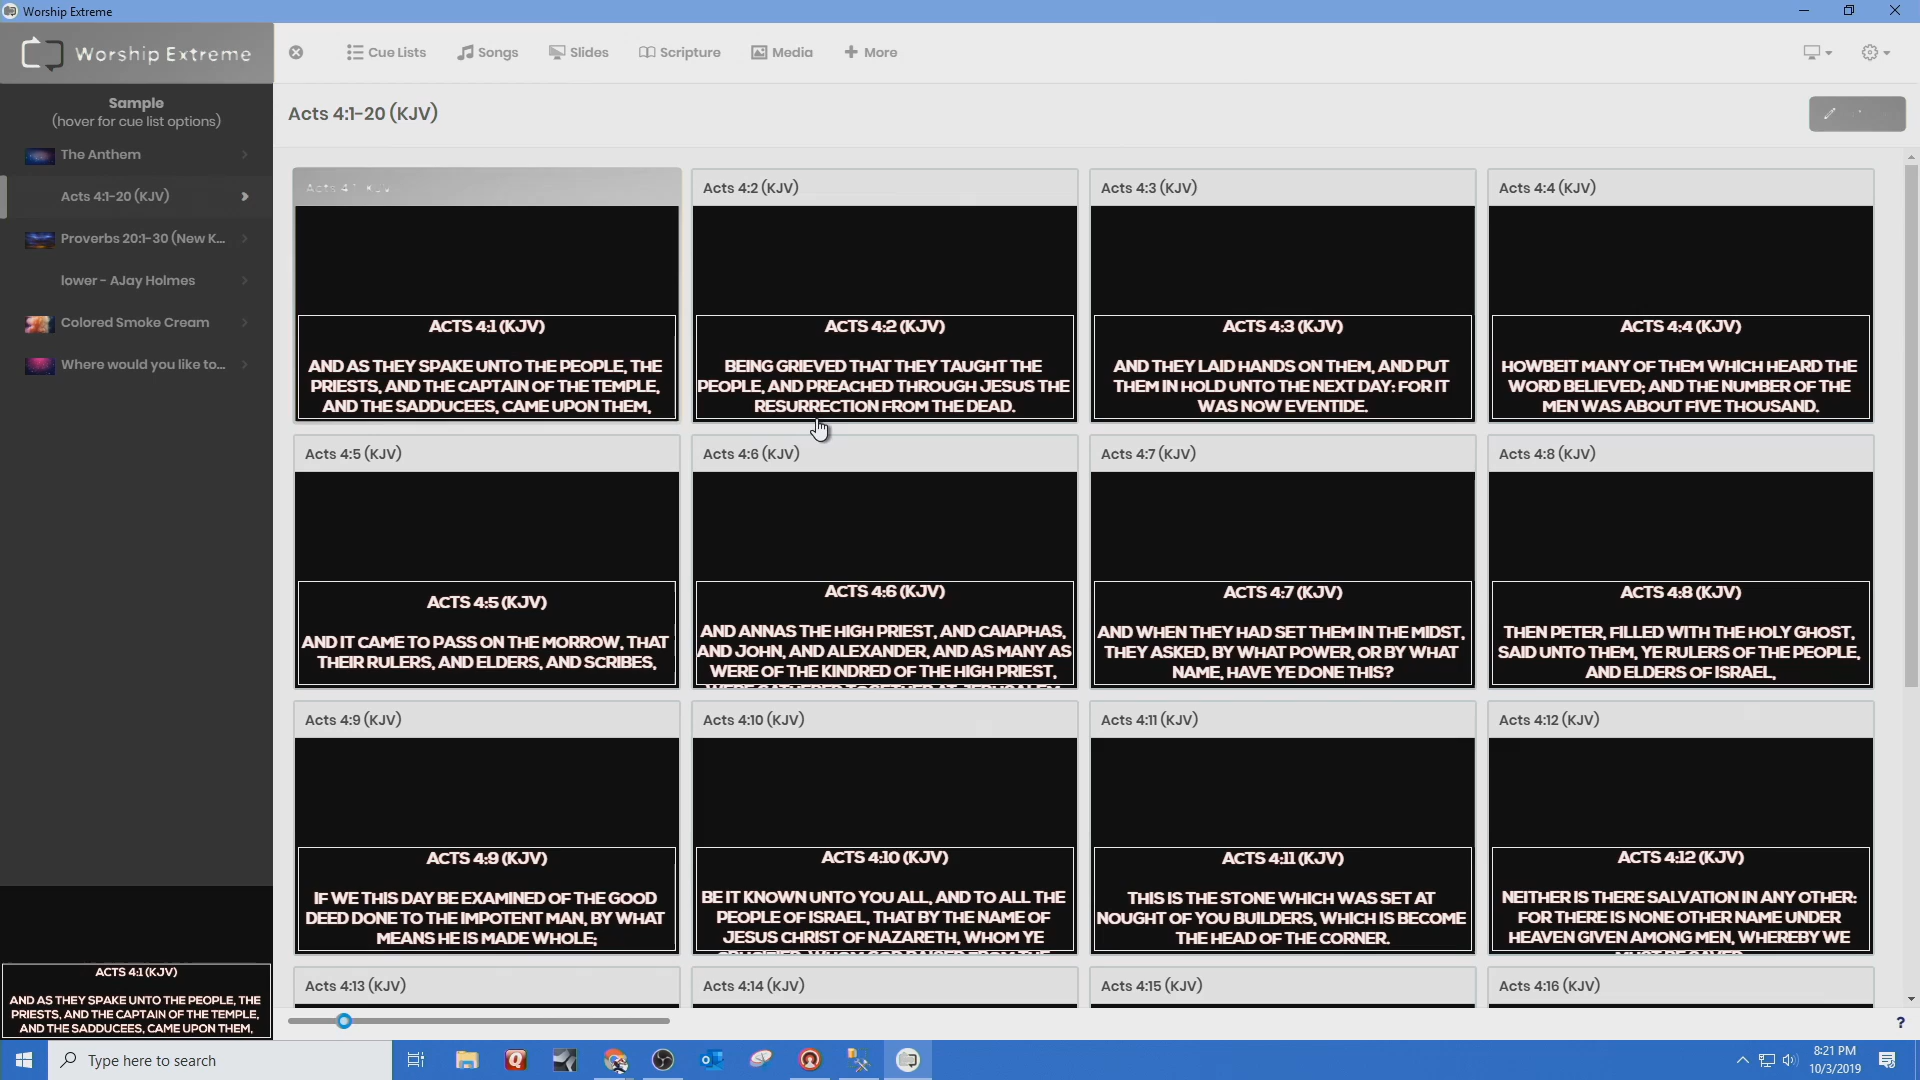 Worship Extreme
Worship Extreme
Cue Lists
Songs
Slides
Scripture
Media
More
Sample
(hover for cue list options)
The Anthem
Acts 4:1-20 (KJV)
Proverbs 20:1-30 (New K...
lower - AJay Holmes
Colored Smoke Cream
Where would you like to...
Acts 4:1-20 (KJV)
Acts 4:1 KJV
ACTS 4:1 (KJV)
AND AS THEY SPAKE UNTO THE PEOPLE, THE
PRIESTS, AND THE CAPTAIN OF THE TEMPLE,
AND THE SADDUCEES, CAME UPON THEM,
Acts 4:2 (KJV)
ACTS 4:2 (KJV)
BEING GRIEVED THAT THEY TAUGHT THE
PEOPLE, AND PREACHED THROUGH JESUS THE
RESURRECTION FROM THE DEAD.
Acts 4:3 (KJV)
ACTS 4:3 (KJV)
AND THEY LAID HANDS ON THEM, AND PUT
THEM IN HOLD UNTO THE NEXT DAY: FOR IT
WAS NOW EVENTIDE.
Acts 4:4 (KJV)
ACTS 4:4 (KJV)
HOWBEIT MANY OF THEM WHICH HEARD THE
WORD BELIEVED; AND THE NUMBER OF THE
MEN WAS ABOUT FIVE THOUSAND.
Acts 4:5 (KJV)
ACTS 4:5 (KJV)
AND IT CAME TO PASS ON THE MORROW, THAT
THEIR RULERS, AND ELDERS, AND SCRIBES,
Acts 4:6 (KJV)
ACTS 4:6 (KJV)
AND ANNAS THE HIGH PRIEST, AND CAIAPHAS,
AND JOHN, AND ALEXANDER, AND AS MANY AS
WERE OF THE KINDRED OF THE HIGH PRIEST,
WERE GATHERED TOGETHER AT JERUSALEM.
Acts 4:7 (KJV)
ACTS 4:7 (KJV)
AND WHEN THEY HAD SET THEM IN THE MIDST,
THEY ASKED, BY WHAT POWER, OR BY WHAT
NAME, HAVE YE DONE THIS?
Acts 4:8 (KJV)
ACTS 4:8 (KJV)
THEN PETER, FILLED WITH THE HOLY GHOST,
SAID UNTO THEM, YE RULERS OF THE PEOPLE,
AND ELDERS OF ISRAEL,
Acts 4:9 (KJV)
ACTS 4:9 (KJV)
IF WE THIS DAY BE EXAMINED OF THE GOOD
DEED DONE TO THE IMPOTENT MAN, BY WHAT
MEANS HE IS MADE WHOLE;
Acts 4:10 (KJV)
ACTS 4:10 (KJV)
BE IT KNOWN UNTO YOU ALL, AND TO ALL THE
PEOPLE OF ISRAEL, THAT BY THE NAME OF
JESUS CHRIST OF NAZARETH, WHOM YE
CRUCIFIED, WHOM GOD RAISED FROM THE
Acts 4:11 (KJV)
ACTS 4:11 (KJV)
THIS IS THE STONE WHICH WAS SET AT
NOUGHT OF YOU BUILDERS, WHICH IS BECOME
THE HEAD OF THE CORNER.
Acts 4:12 (KJV)
ACTS 4:12 (KJV)
NEITHER IS THERE SALVATION IN ANY OTHER:
FOR THERE IS NONE OTHER NAME UNDER
HEAVEN GIVEN AMONG MEN, WHEREBY WE
MUST BE SAVED.
Acts 4:13 (KJV)
Acts 4:14 (KJV)
Acts 4:15 (KJV)
Acts 4:16 (KJV)
ACTS 4:1 (KJV)
AND AS THEY SPAKE UNTO THE PEOPLE, THE
PRIESTS, AND THE CAPTAIN OF THE TEMPLE,
AND THE SADDUCEES, CAME UPON THEM,
?
Type here to search
8:21 PM
10/3/2019